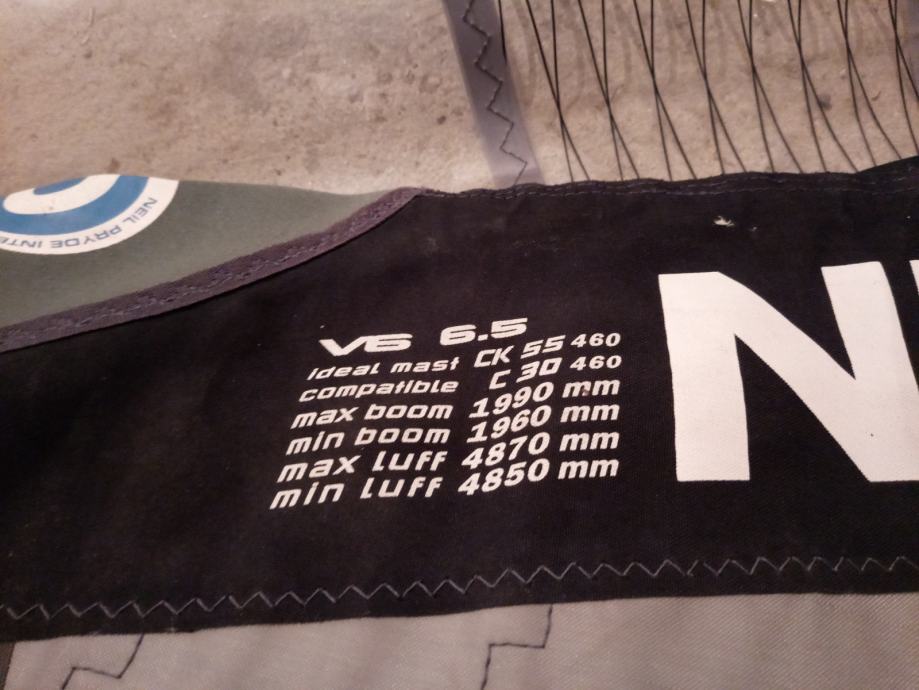 NEIL PRYDE INTE
V6 6.5
ideal mast CK 55 460
compatible C 30 460
max boom 1990 mm
min boom 1960 mm
max luff 4870 mm
min luff 4850 mm
N